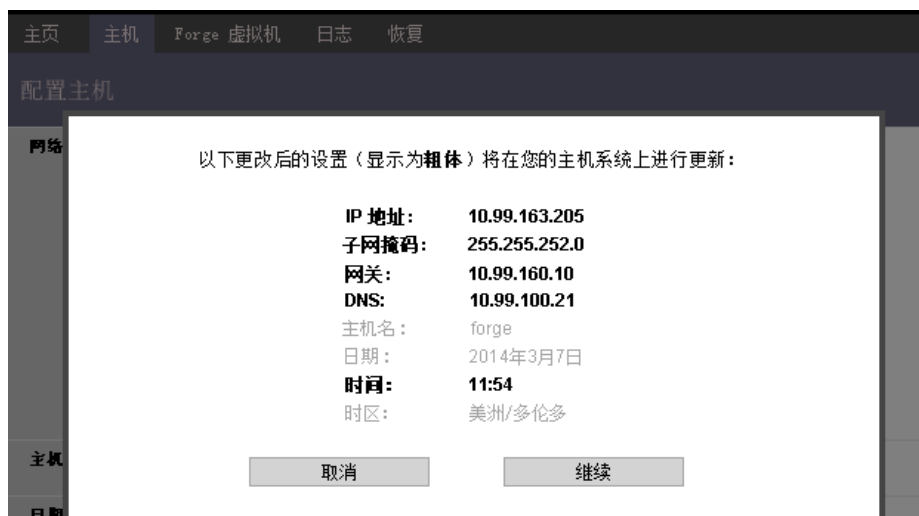 主页 主机 Forge 虚拟机 日志 恢复
配置主机
网络
以下更改后的设置（显示为粗体）将在您的主机系统上进行更新：
IP 地址： 10.99.163.205
子网掩码： 255.255.252.0
网关： 10.99.160.10
DNS: 10.99.100.21
主机名： forge
日期： 2014年3月7日
时间： 11:54
时区： 美洲/多伦多
主机
取消 继续
日期